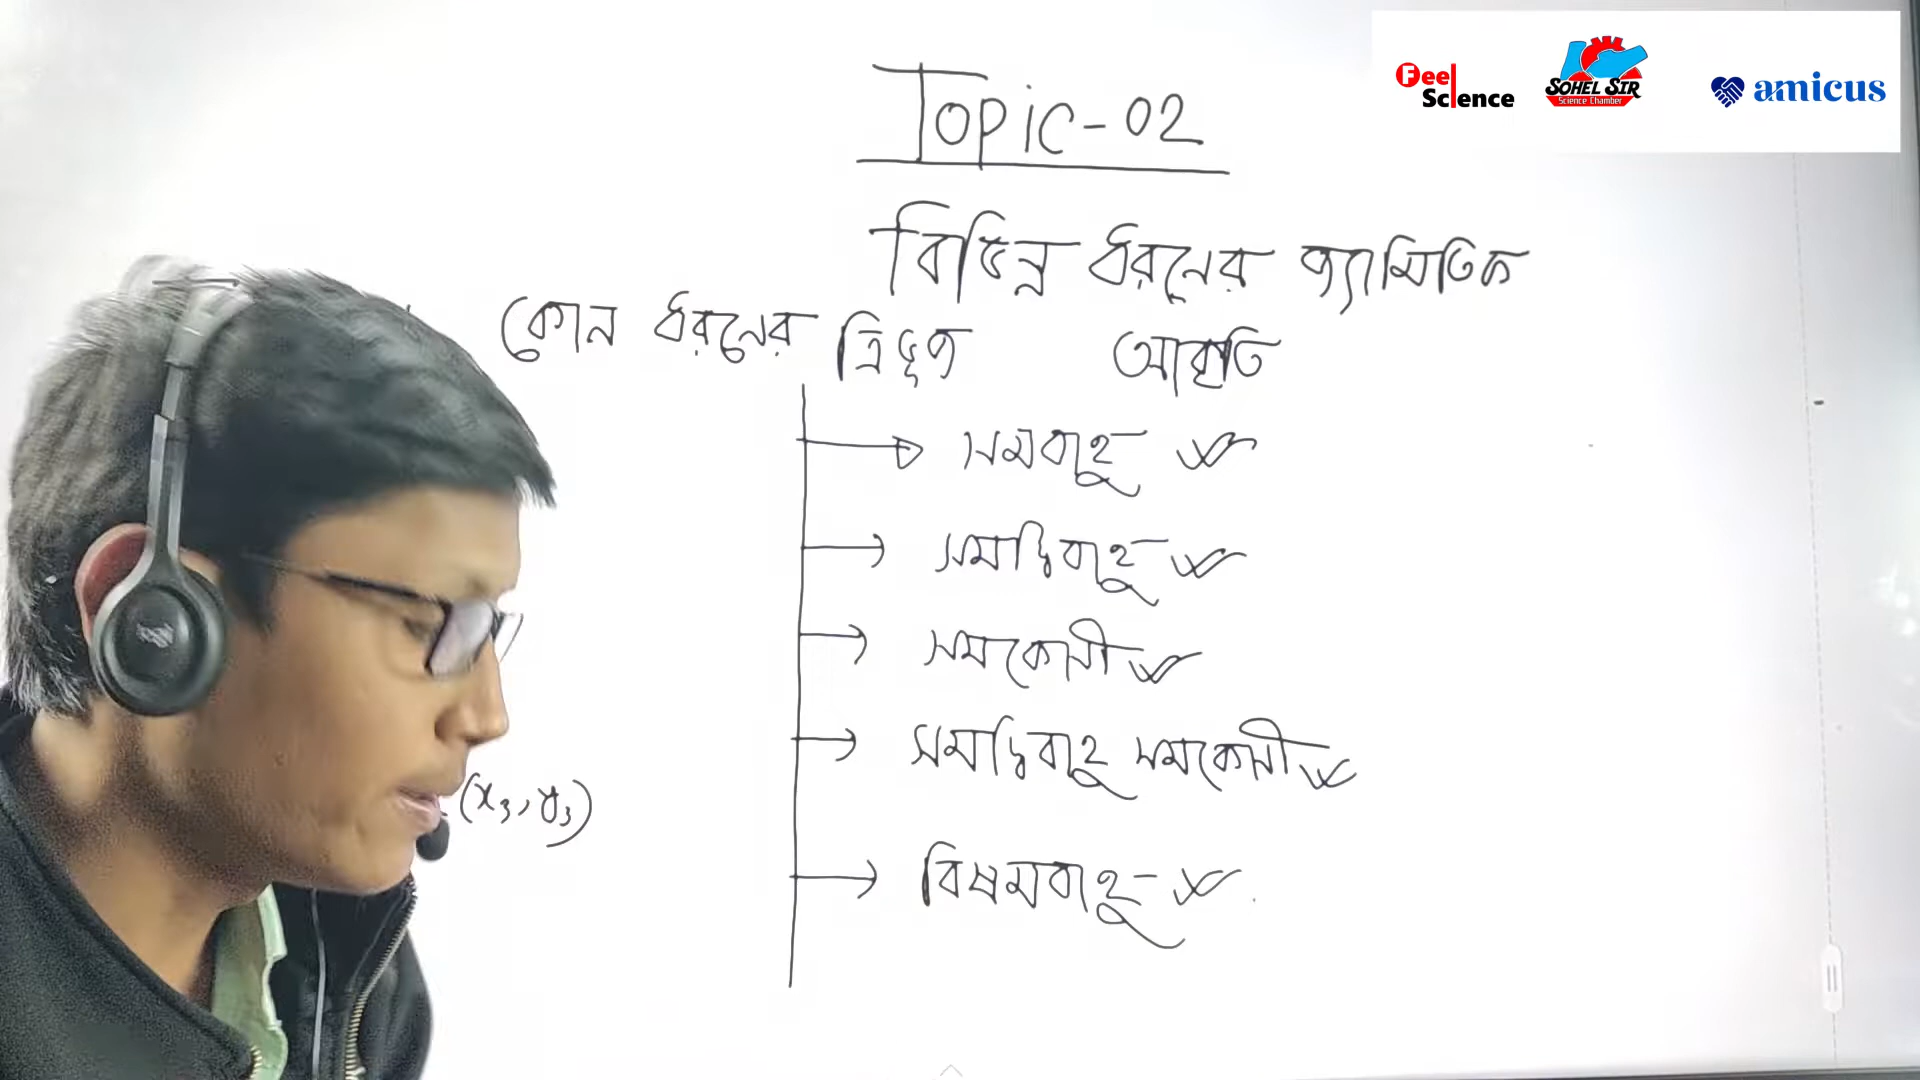 Feel Science
SOHEL SIR
Science Chamber
amicus
Topic-02
বিভিন্ন ধরনের জ্যামিতিক
আকৃতি
কোন ধরনের ত্রিভূজ
সমবাহু
সমদ্বিবাহু
সমকোণী
সমদ্বিবাহু সমকোণী
বিষমবাহু
(x₃, y₃)